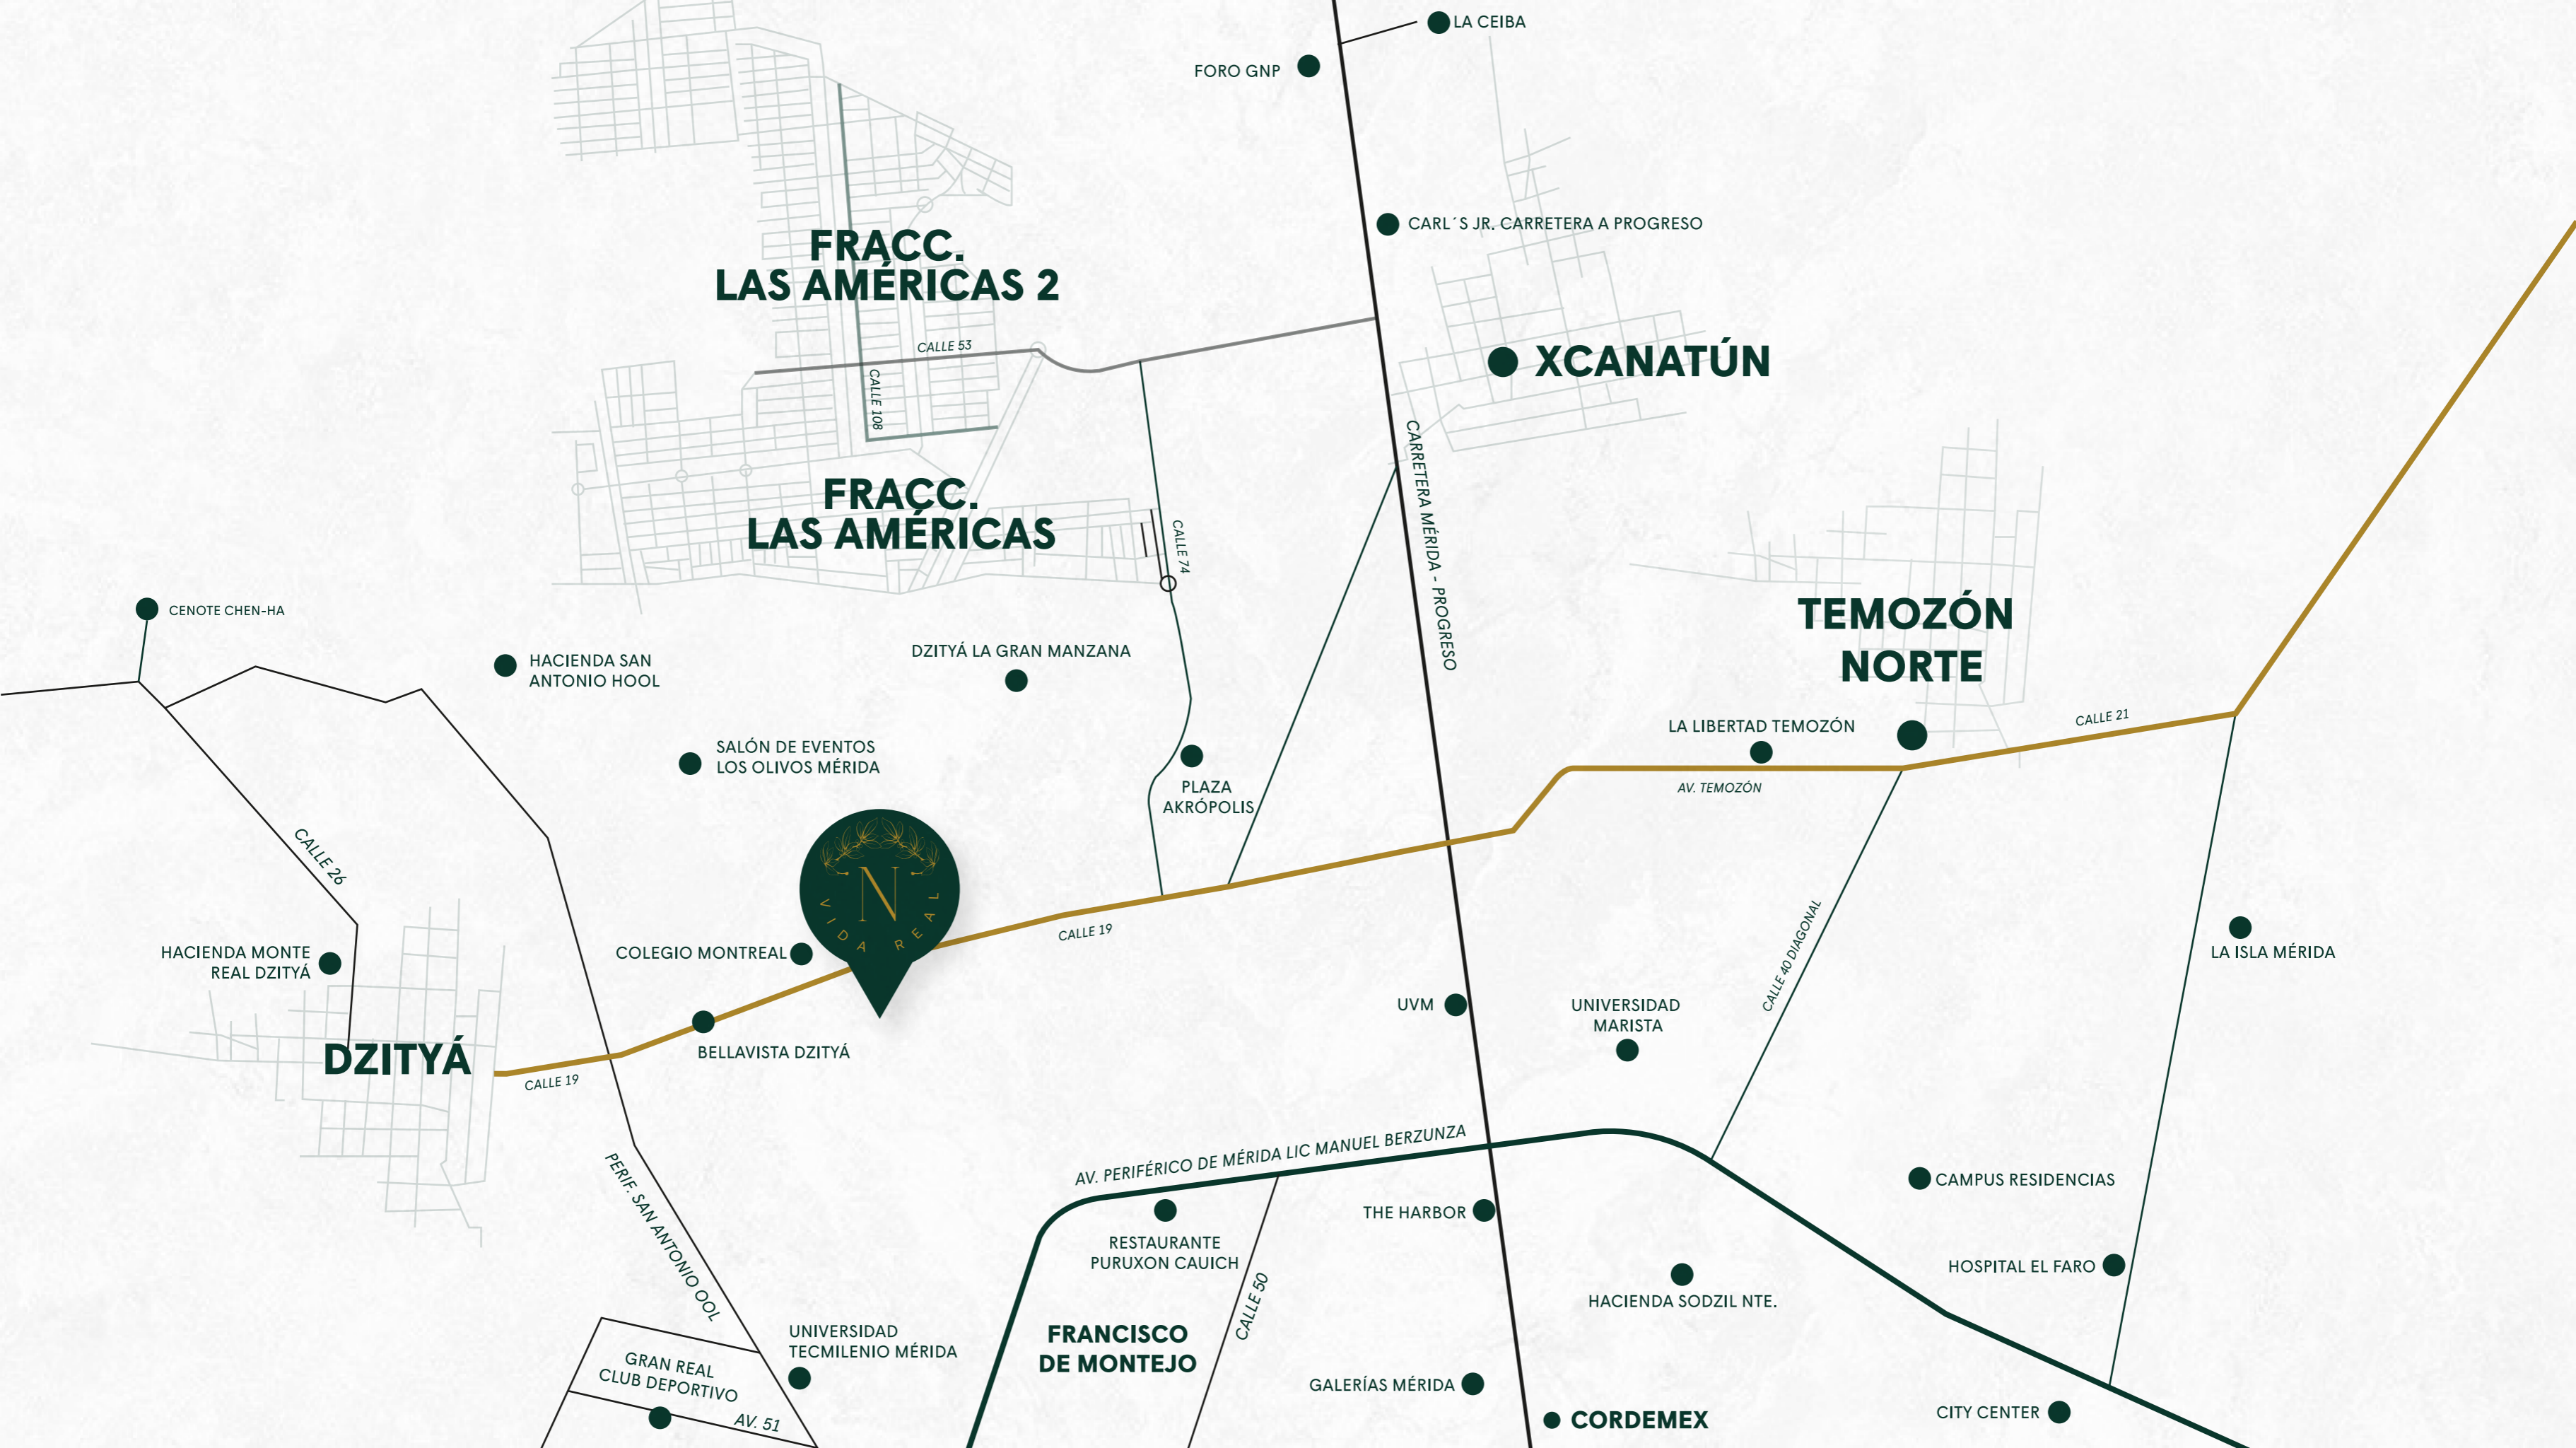 LA CEIBA
FORO GNP
CARL´S JR. CARRETERA A PROGRESO
FRACC.
LAS AMÉRICAS 2
CALLE 53
XCANATÚN
CALLE 108
CARRETERA MÉRIDA - PROGRESO
FRACC.
LAS AMÉRICAS
CALLE 74
CENOTE CHEN-HA
TEMOZÓN
NORTE
HACIENDA SAN
ANTONIO HOOL
DZITYÁ LA GRAN MANZANA
LA LIBERTAD TEMOZÓN
CALLE 21
SALÓN DE EVENTOS
LOS OLIVOS MÉRIDA
PLAZA
AKRÓPOLIS
AV. TEMOZÓN
CALLE 26
N
VIDA REAL
CALLE 19
CALLE 40 DIAGONAL
HACIENDA MONTE
REAL DZITYÁ
COLEGIO MONTREAL
LA ISLA MÉRIDA
UVM
UNIVERSIDAD
MARISTA
DZITYÁ
BELLAVISTA DZITYÁ
CALLE 19
AV. PERIFÉRICO DE MÉRIDA LIC MANUEL BERZUNZA
PERIF. SAN ANTONIO OOL
CAMPUS RESIDENCIAS
THE HARBOR
RESTAURANTE
PURUXON CAUICH
HOSPITAL EL FARO
CALLE 50
HACIENDA SODZIL NTE.
UNIVERSIDAD
TECMILENIO MÉRIDA
FRANCISCO
DE MONTEJO
GRAN REAL
CLUB DEPORTIVO
GALERÍAS MÉRIDA
AV. 51
CORDEMEX
CITY CENTER